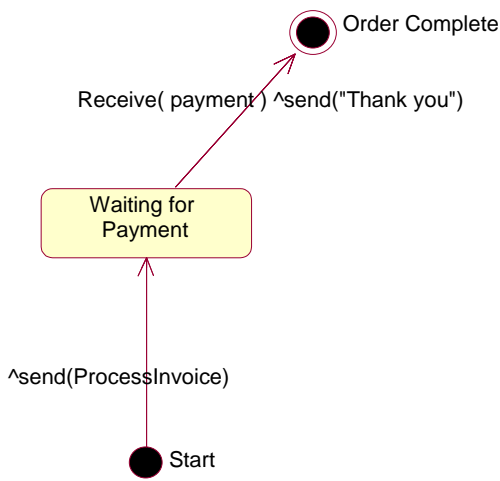 Order Complete
Receive( payment ) ^send("Thank you")
Waiting for
Payment
^send(ProcessInvoice)
Start